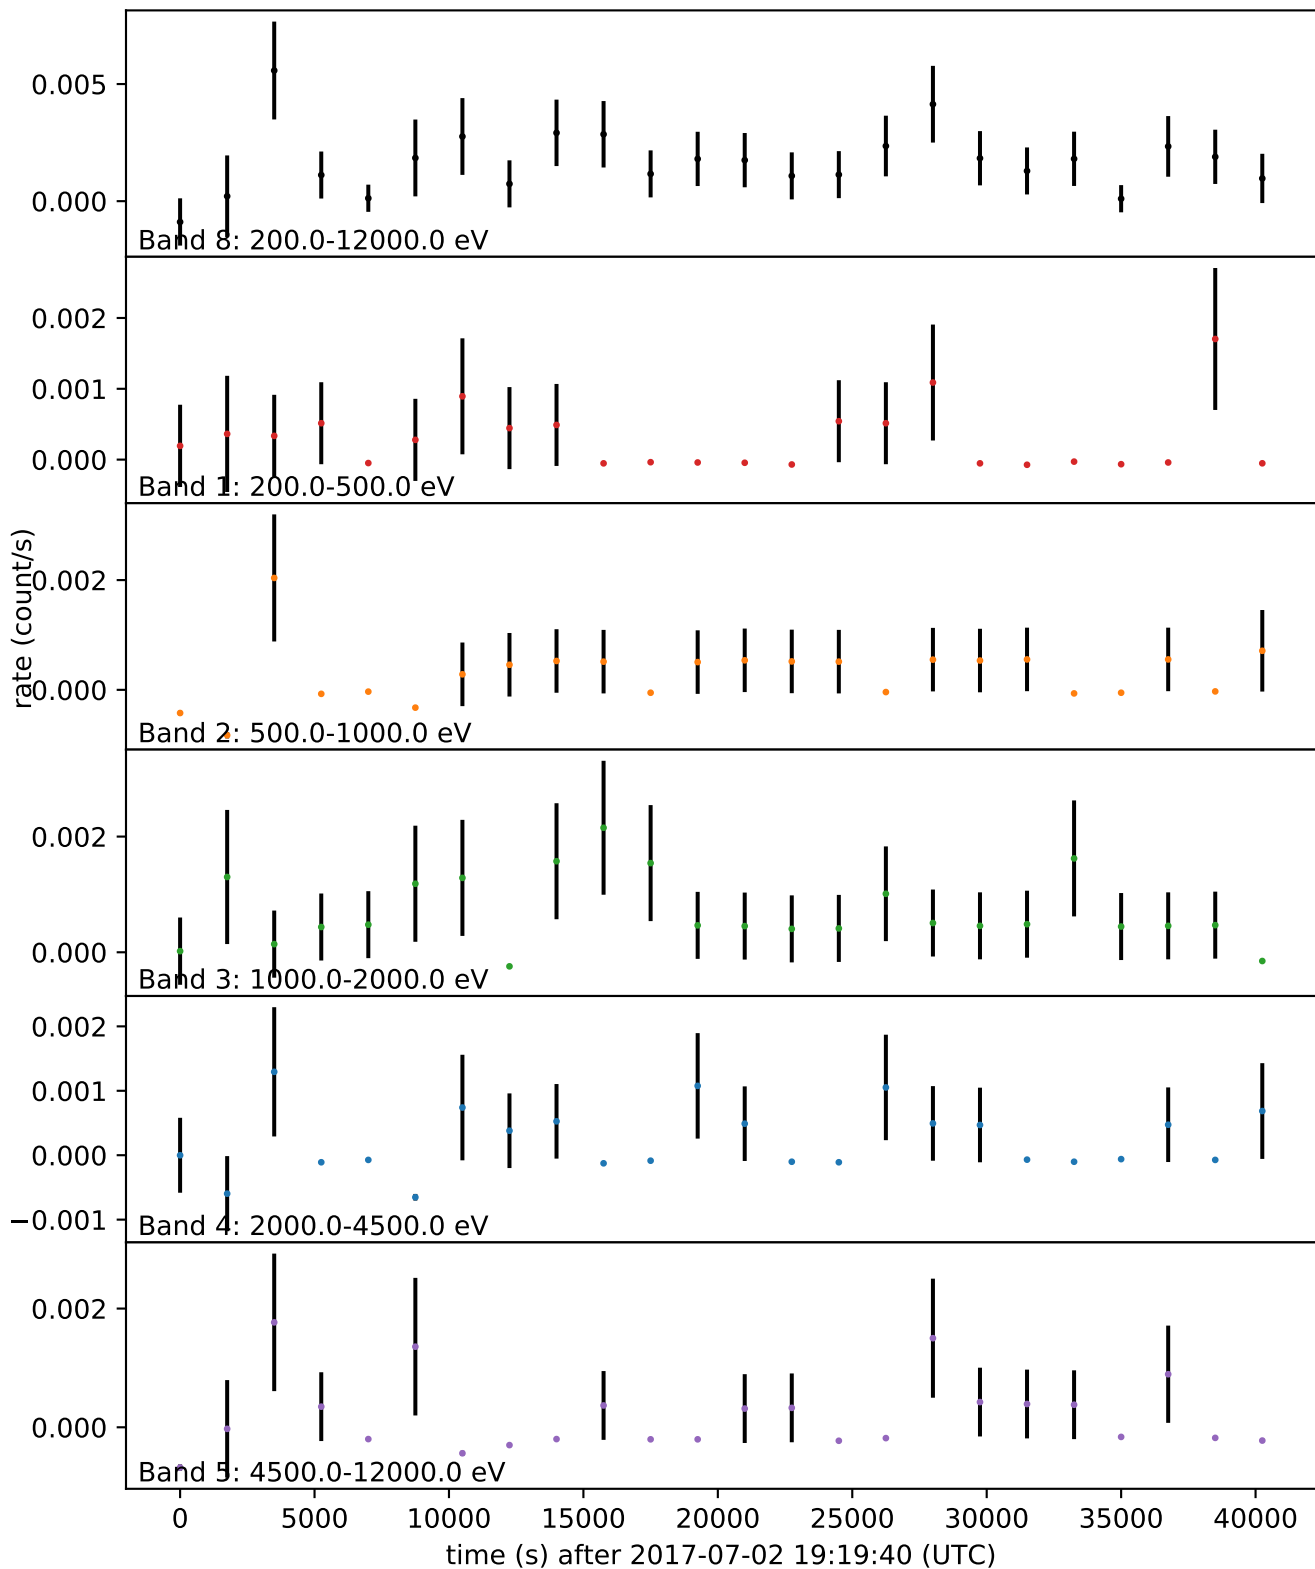 0.005
0.000
Band 8: 200.0-12000.0 eV
0.002
0.001
0.000
Band 1: 200.0-500.0 eV
rate (count/s)
0.002
0.000
Band 2: 500.0-1000.0 eV
0.002
0.000
Band 3: 1000.0-2000.0 eV
0.002
0.001
0.000
−0.001
Band 4: 2000.0-4500.0 eV
0.002
0.000
Band 5: 4500.0-12000.0 eV
0 5000 10000 15000 20000 25000 30000 35000 40000
time (s) after 2017-07-02 19:19:40 (UTC)